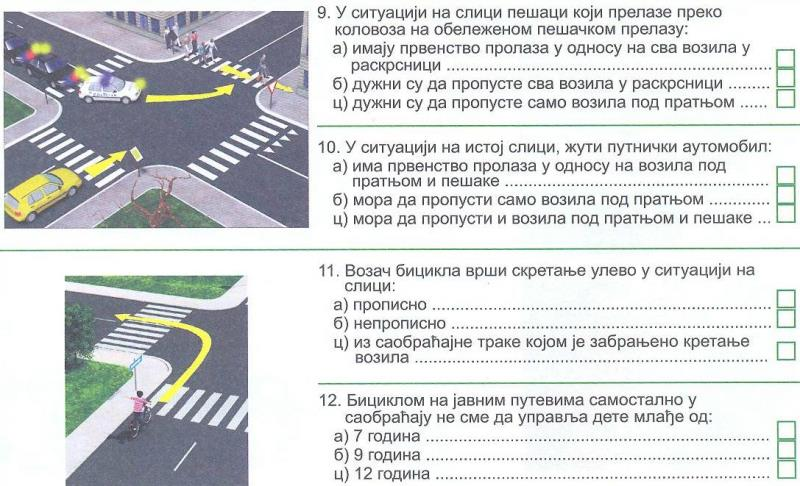 9. У ситуацији на слици пешаци који прелазе преко
коловоза на обележеном пешачком прелазу:
а) имају првенство пролаза у односу на сва возила у
раскрсници ........................................................
б) дужни су да пропусте сва возила у раскрсници .........
ц) дужни су да пропусте само возила под пратњом ......
10. У ситуацији на истој слици, жути путнички аутомобил:
а) има првенство пролаза у односу на возила под
пратњом и пешаке ..............................................
б) мора да пропусти само возила под пратњом .............
ц) мора да пропусти и возила под пратњом и пешаке ...
11. Возач бицикла врши скретање улево у ситуацији на
слици:
а) прописно ........................................................
б) непрописно .....................................................
ц) из саобраћајне траке којом је забрањено кретање
возила ...........................................................
12. Бициклом на јавним путевима самостално у
саобраћају не сме да управља дете млађе од:
а) 7 година ........................................................
б) 9 година ........................................................
ц) 12 година ......................................................